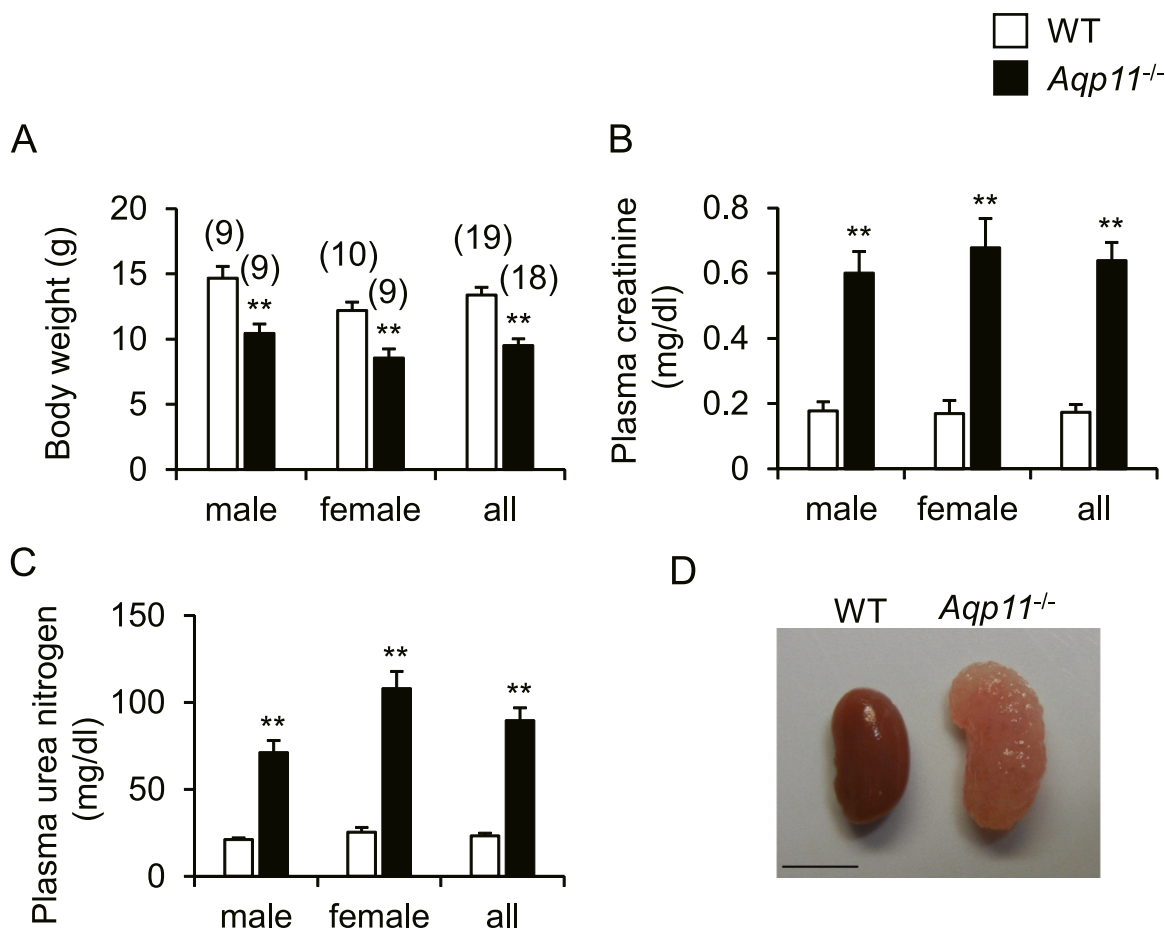 WT
Aqp11-/-
A
Body weight (g)
20
15
10
5
0
(9)
(9)
**
(10)
(9)
**
(19)
(18)
**
male female all
B
Plasma creatinine
(mg/dl)
0.8
0.6
0.4
0.2
0
**
**
**
male female all
C
Plasma urea nitrogen
(mg/dl)
150
100
50
0
**
**
**
male female all
D
WT Aqp11-/-